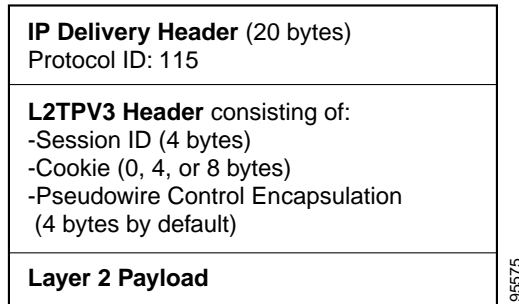 IP Delivery Header (20 bytes)
Protocol ID: 115
L2TPV3 Header consisting of:
-Session ID (4 bytes)
-Cookie (0, 4, or 8 bytes)
-Pseudowire Control Encapsulation
(4 bytes by default)
Layer 2 Payload
95575